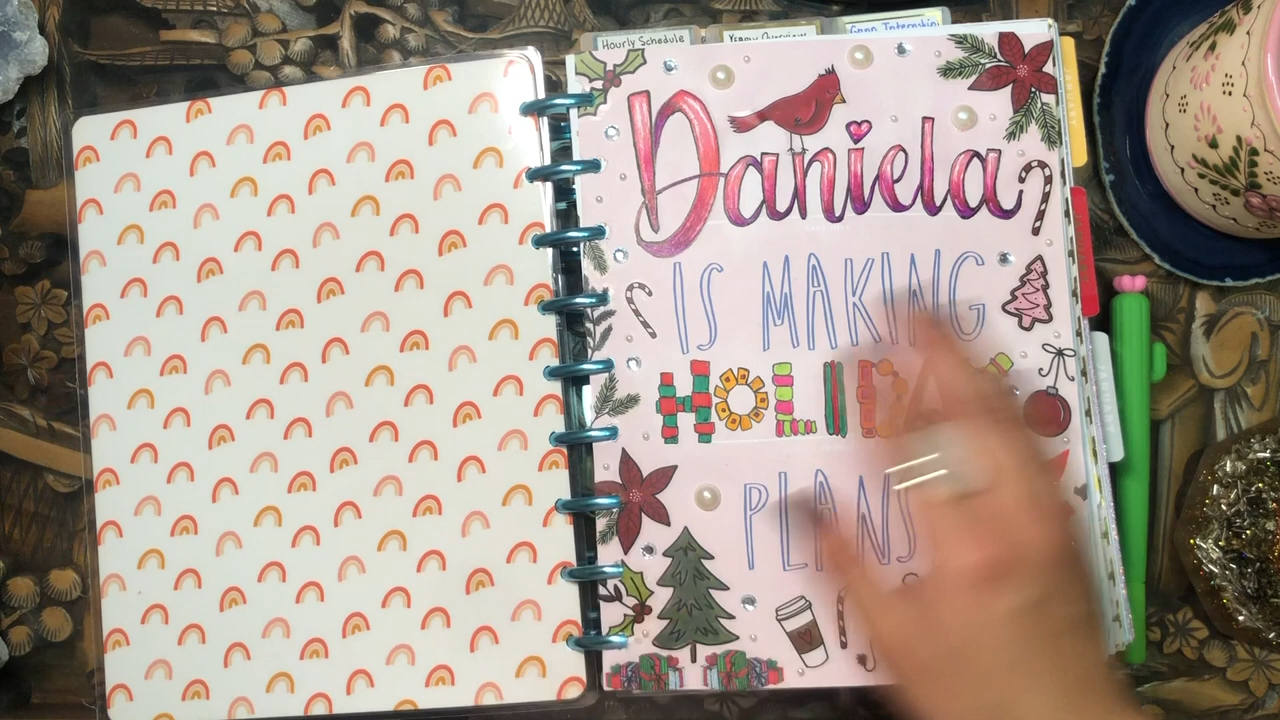 Hourly Schedule
Yearly Overview
Daniela
IS MAKING
HOLIDA
PLANS